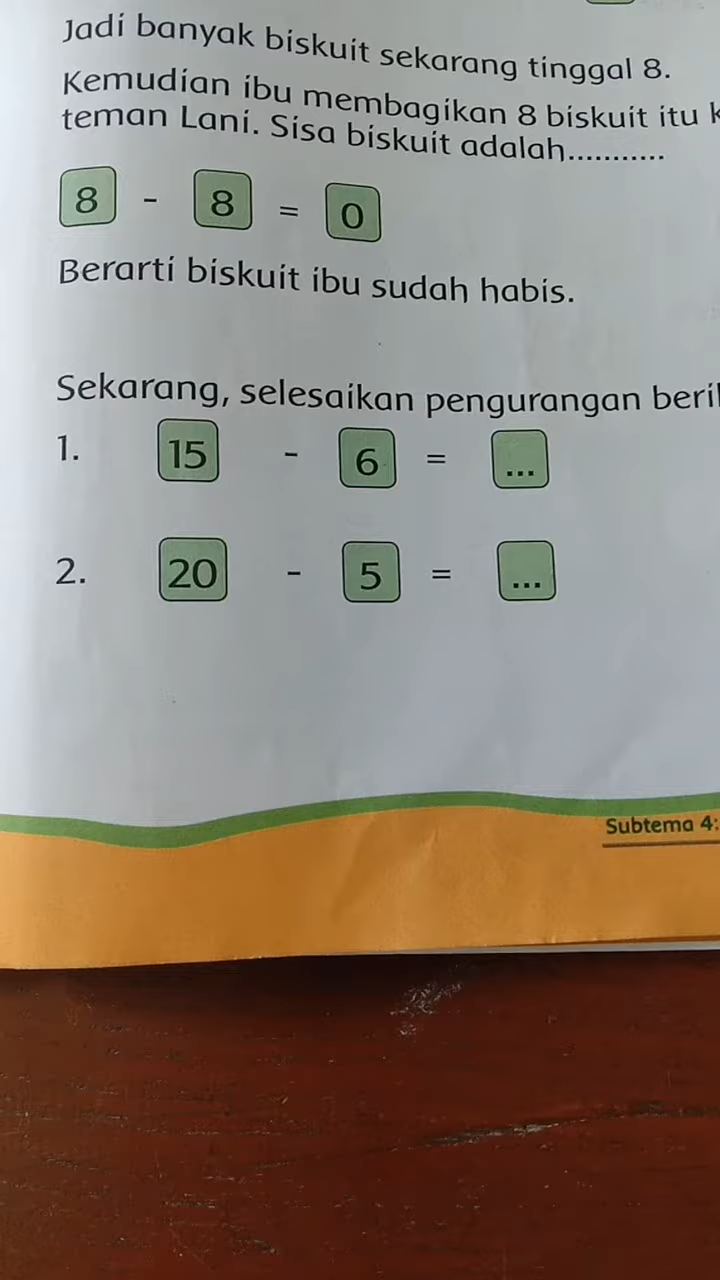 Jadi banyak biskuit sekarang tinggal 8.
Kemudian ibu membagikan 8 biskuit itu
teman Lani. Sisa biskuit adalah...........
8 - 8 = 0
Berarti biskuit ibu sudah habis.
Sekarang, selesaikan pengurangan
1. 15 - 6 = ...
2. 20 - 5 = ...
Subtema 4: